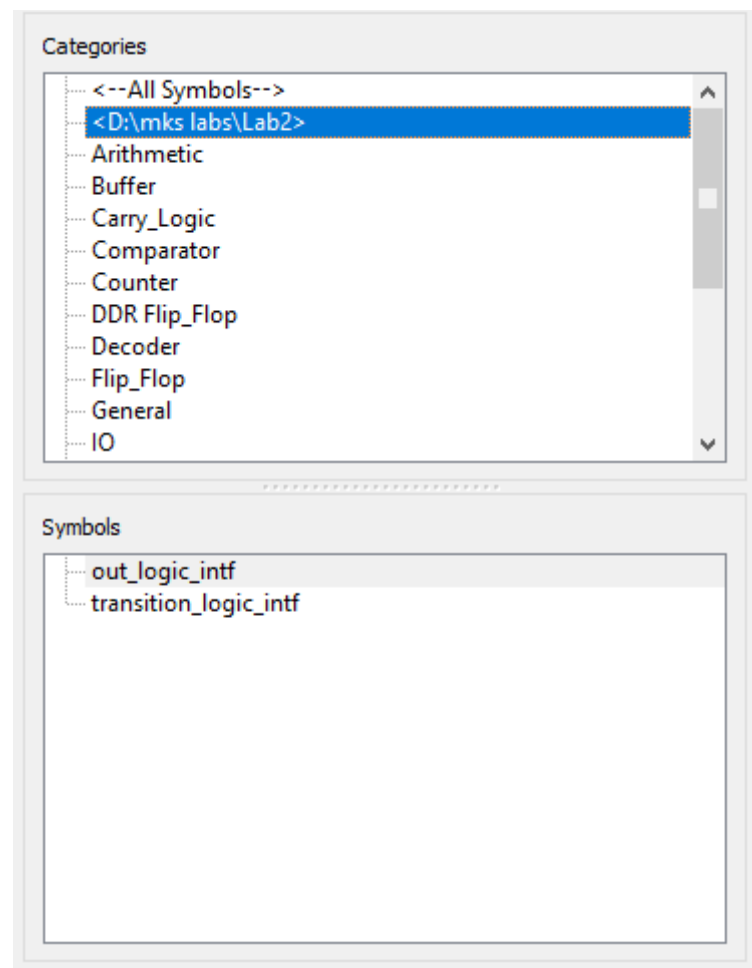 Categories
<--All Symbols-->
<D:\mks labs\Lab2>
Arithmetic
Buffer
Carry_Logic
Comparator
Counter
DDR Flip_Flop
Decoder
Flip_Flop
General
IO
Symbols
out_logic_intf
transition_logic_intf